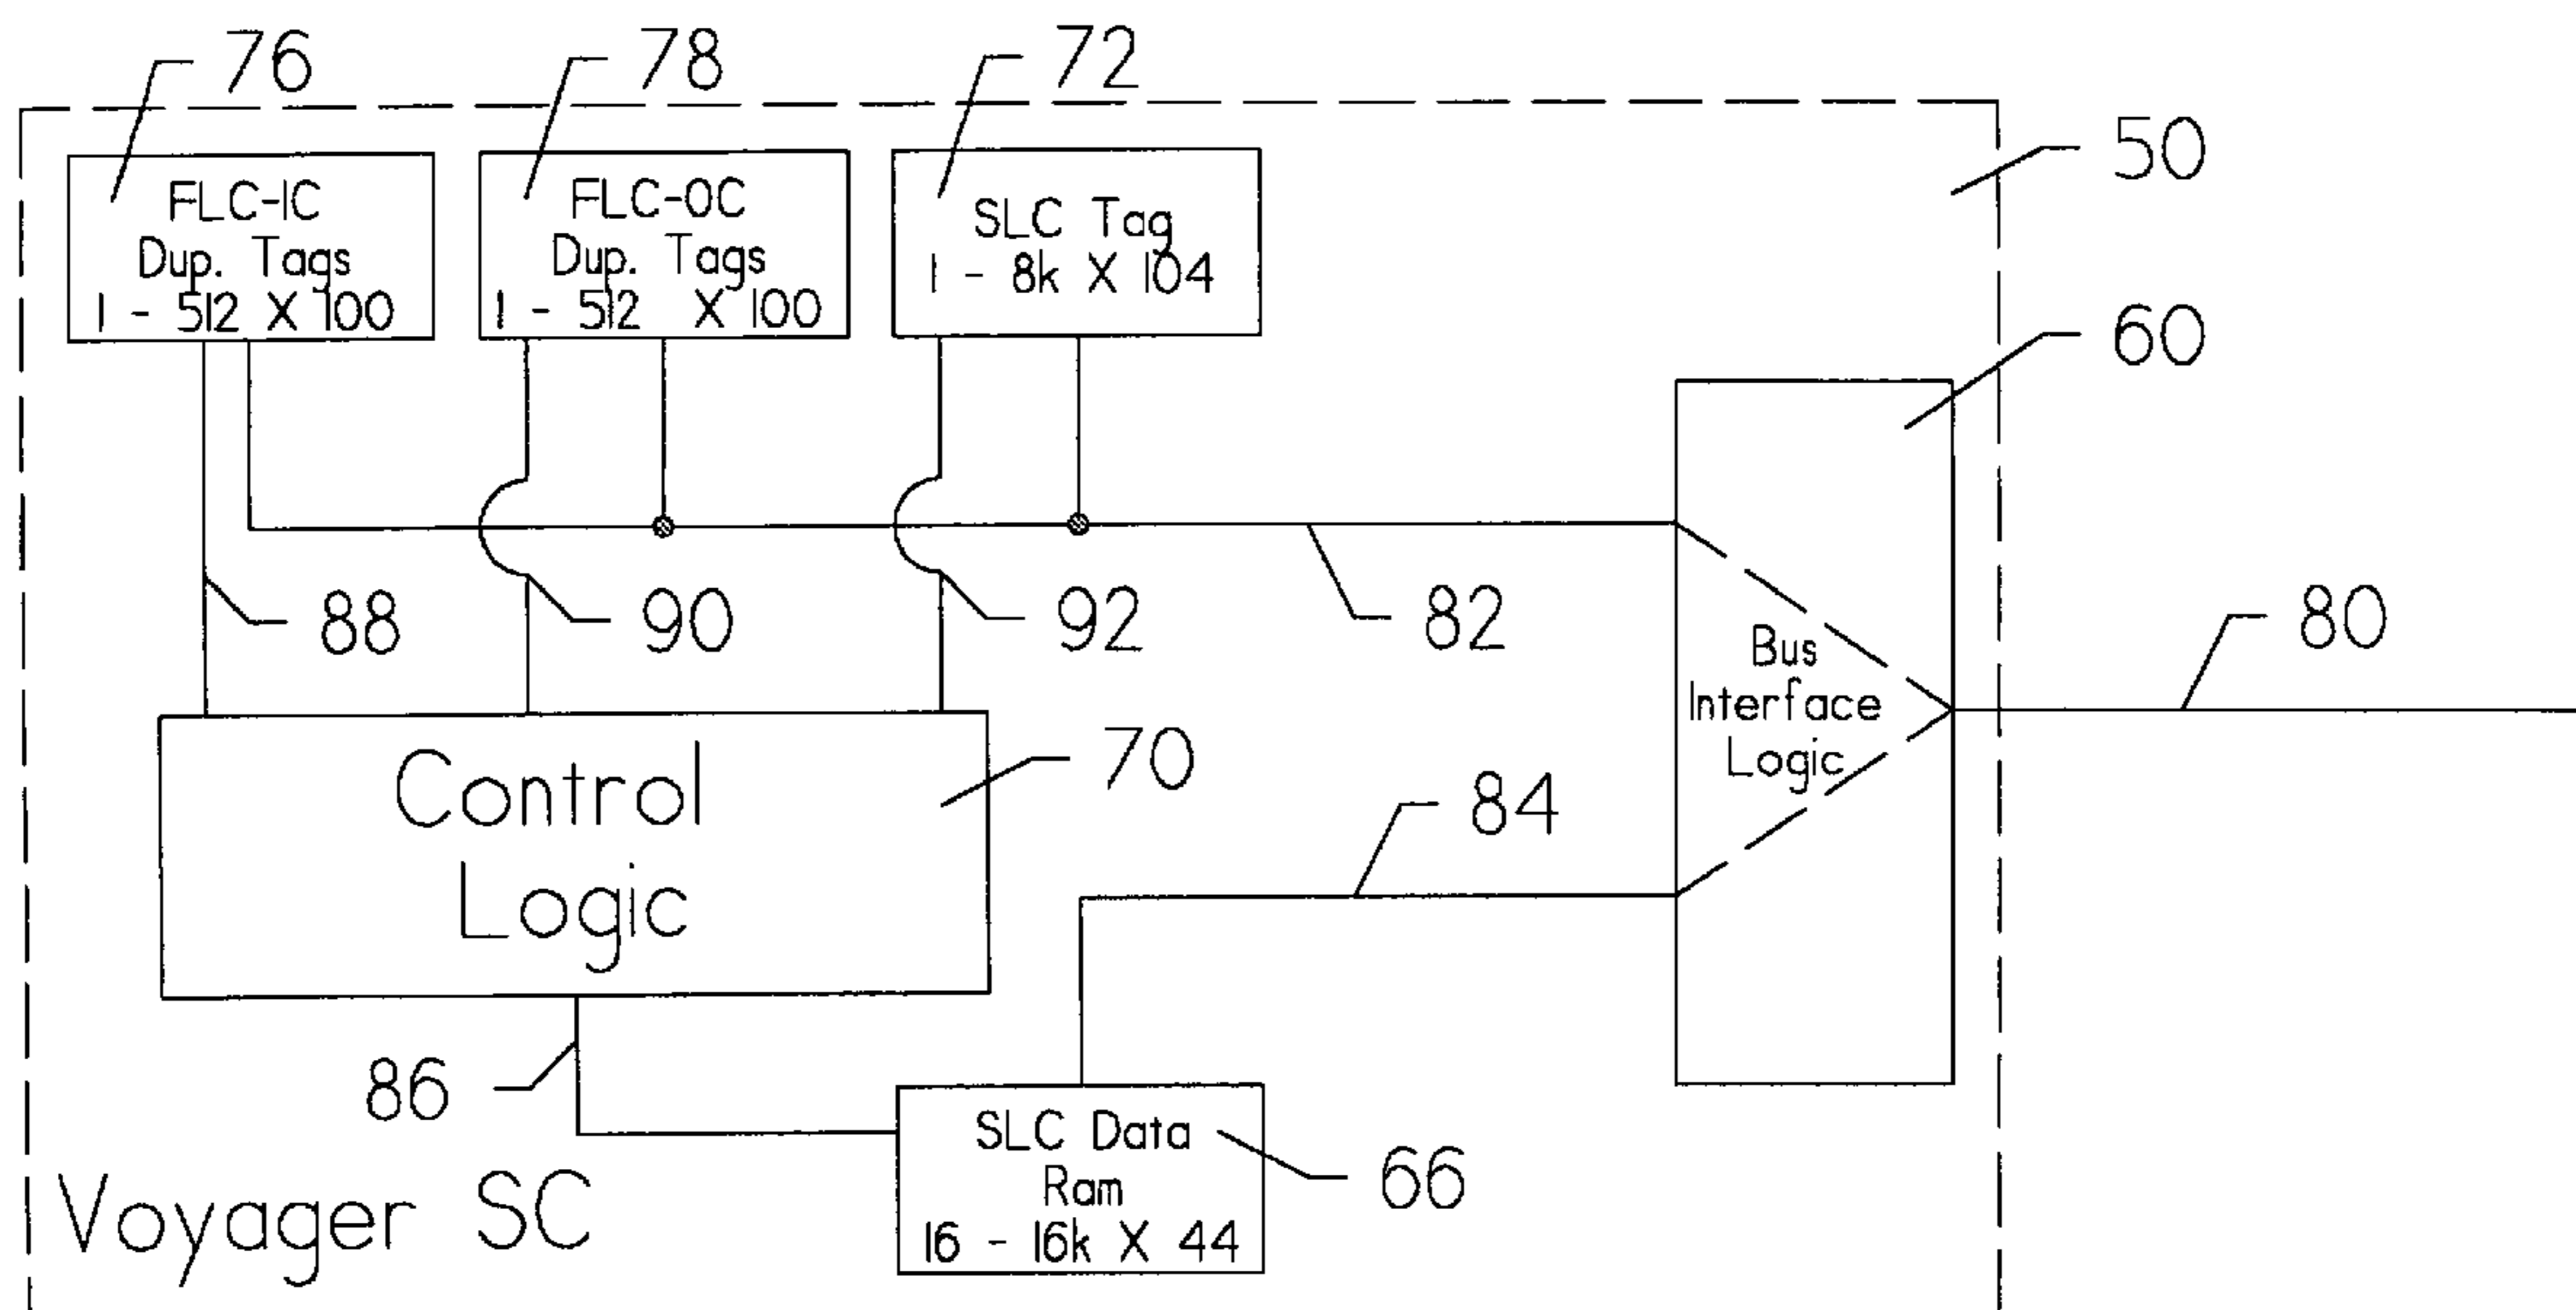 76
78
72
50
FLC-IC
Dup. Tags
1 - 512 X 100
FLC-OC
Dup. Tags
1 - 512 X 100
SLC Tag
1 - 8k X 104
60
88
90
92
82
80
Bus
Interface
Logic
Control
Logic
70
84
86
SLC Data
Ram
16 - 16k X 44
66
Voyager SC